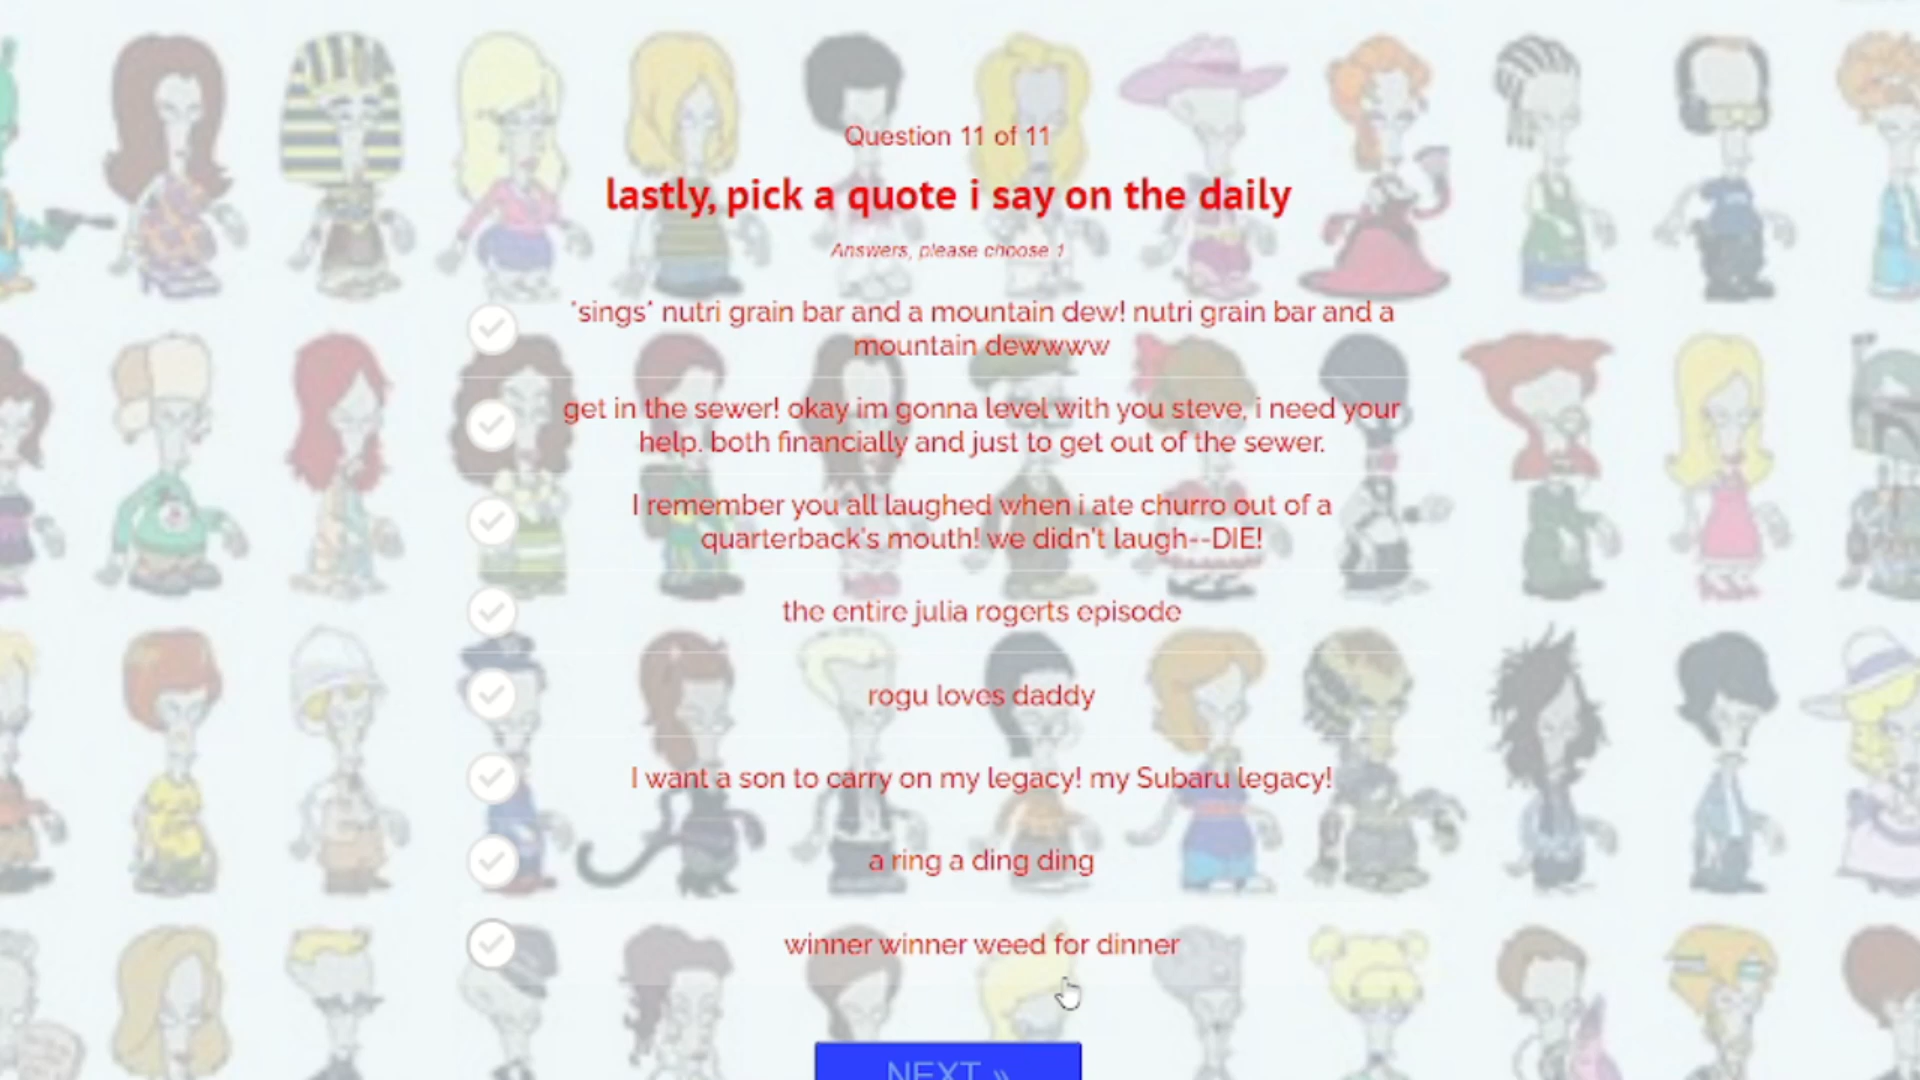 Question 11 of 11
lastly, pick a quote i say on the daily
Answers, please choose 1
*sings* nutri grain bar and a mountain dew! nutri grain bar and a
mountain dewwww
get in the sewer! okay im gonna level with you steve, i need your
help. both financially and just to get out of the sewer.
I remember you all laughed when i ate churro out of a
quarterback's mouth! we didn't laugh--DIE!
the entire julia rogerts episode
rogu loves daddy
I want a son to carry on my legacy! my Subaru legacy!
a ring a ding ding
winner winner weed for dinner
NEXT »